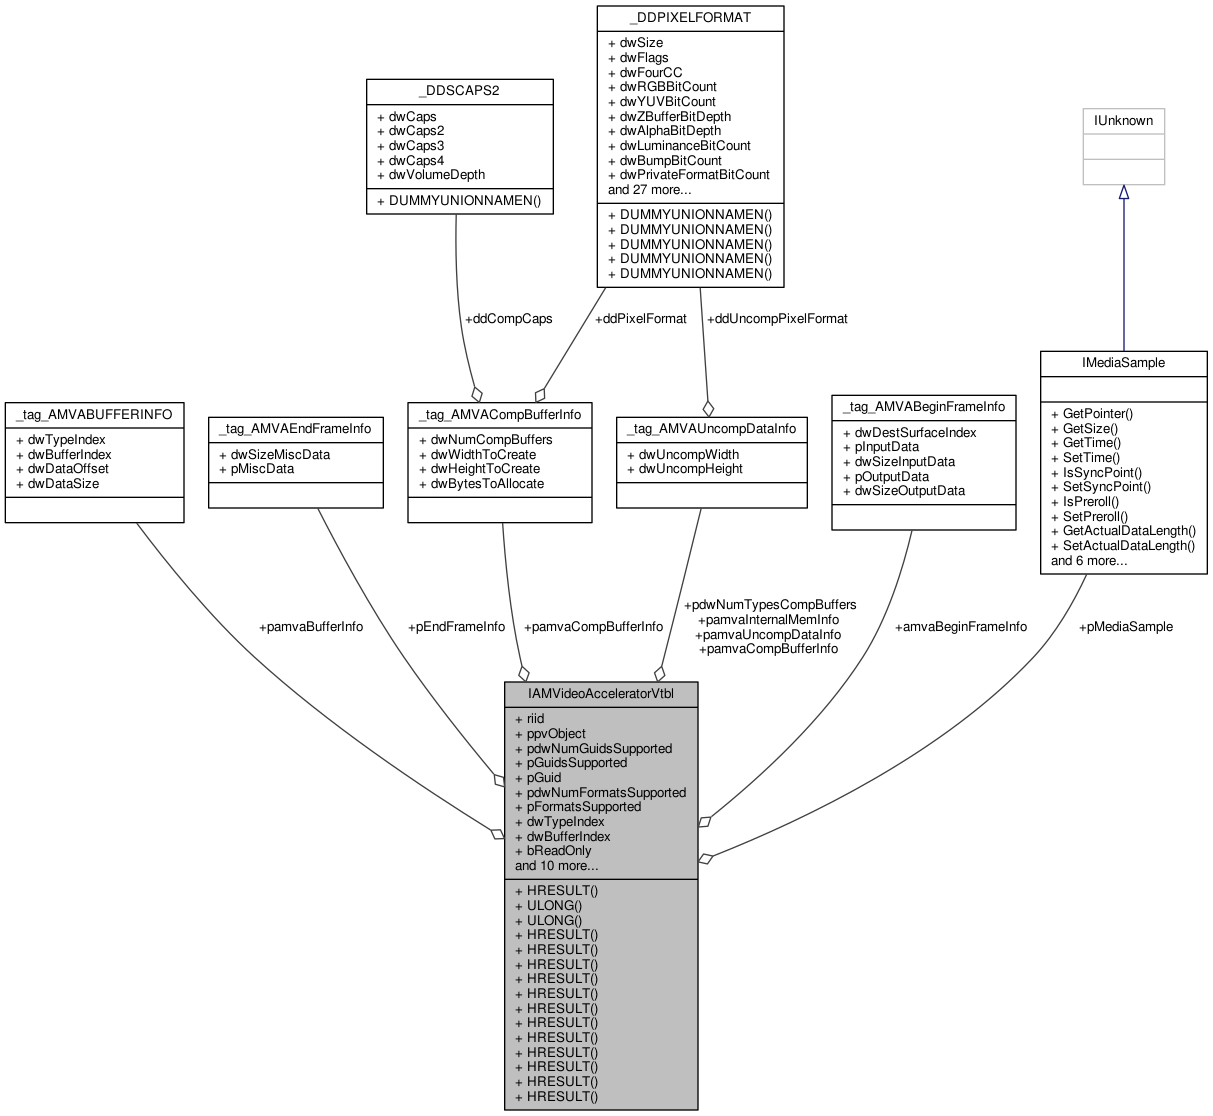 _DDPIXELFORMAT
+ dwSize
+ dwFlags
+ dwFourCC
+ dwRGBBitCount
+ dwYUVBitCount
+ dwZBufferBitDepth
+ dwAlphaBitDepth
+ dwLuminanceBitCount
+ dwBumpBitCount
+ dwPrivateFormatBitCount
and 27 more...
+ DUMMYUNIONNAMEN()
+ DUMMYUNIONNAMEN()
+ DUMMYUNIONNAMEN()
+ DUMMYUNIONNAMEN()
+ DUMMYUNIONNAMEN()
_DDSCAPS2
+ dwCaps
+ dwCaps2
+ dwCaps3
+ dwCaps4
+ dwVolumeDepth
+ DUMMYUNIONNAMEN()
IUnknown
+ddCompCaps
+ddPixelFormat
+ddUncompPixelFormat
_tag_AMVABUFFERINFO
+ dwTypeIndex
+ dwBufferIndex
+ dwDataOffset
+ dwDataSize
_tag_AMVAEndFrameInfo
+ dwSizeMiscData
+ pMiscData
_tag_AMVACompBufferInfo
+ dwNumCompBuffers
+ dwWidthToCreate
+ dwHeightToCreate
+ dwBytesToAllocate
_tag_AMVAUncompDataInfo
+ dwUncompWidth
+ dwUncompHeight
_tag_AMVABeginFrameInfo
+ dwDestSurfaceIndex
+ pInputData
+ dwSizeInputData
+ pOutputData
+ dwSizeOutputData
IMediaSample
+ GetPointer()
+ GetSize()
+ GetTime()
+ SetTime()
+ IsSyncPoint()
+ SetSyncPoint()
+ IsPreroll()
+ SetPreroll()
+ GetActualDataLength()
+ SetActualDataLength()
and 6 more...
+pamvaBufferInfo
+pEndFrameInfo
+pamvaCompBufferInfo
+pdwNumTypesCompBuffers
+pamvaInternalMemInfo
+pamvaUncompDataInfo
+pamvaCompBufferInfo
+amvaBeginFrameInfo
+pMediaSample
IAMVideoAcceleratorVtbl
+ riid
+ ppvObject
+ pdwNumGuidsSupported
+ pGuidsSupported
+ pGuid
+ pdwNumFormatsSupported
+ pFormatsSupported
+ dwTypeIndex
+ dwBufferIndex
+ bReadOnly
and 10 more...
+ HRESULT()
+ ULONG()
+ ULONG()
+ HRESULT()
+ HRESULT()
+ HRESULT()
+ HRESULT()
+ HRESULT()
+ HRESULT()
+ HRESULT()
+ HRESULT()
+ HRESULT()
+ HRESULT()
+ HRESULT()
+ HRESULT()